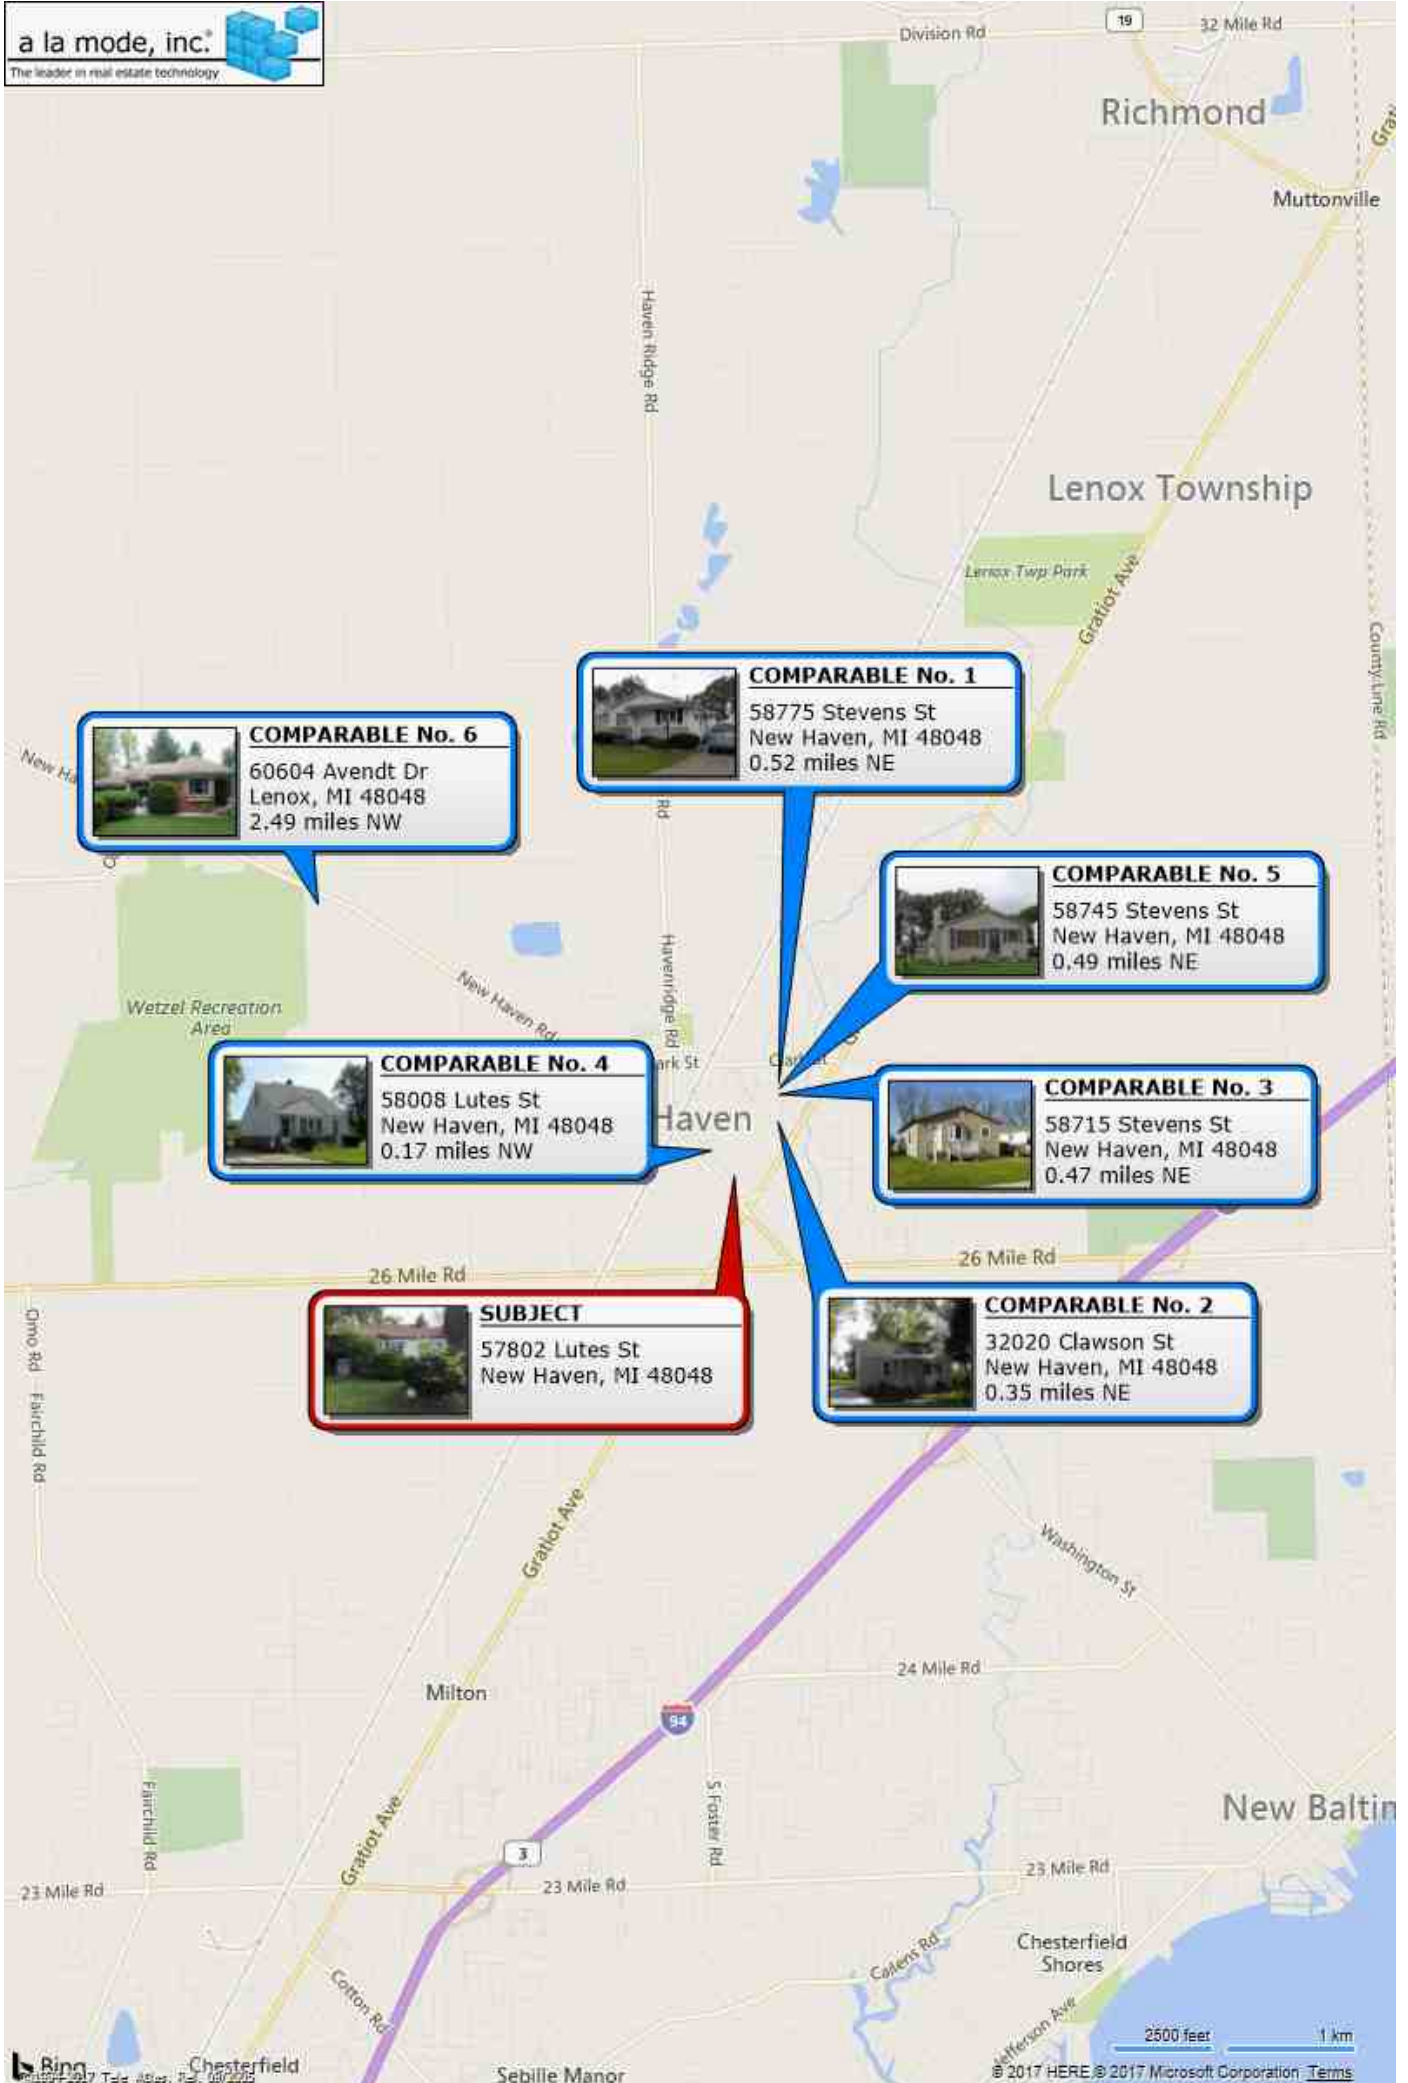 a la mode, inc.
The leader in real estate technology
Division Rd
19
32 Mile Rd
Richmond
Muttonville
Haven Ridge Rd
Lenox Township
Lenox Twp Park
Gratiot Ave
County Line Rd
COMPARABLE No. 1
58775 Stevens St
New Haven, MI 48048
0.52 miles NE
COMPARABLE No. 6
60604 Avendt Dr
Lenox, MI 48048
2.49 miles NW
New Ha
Rd
COMPARABLE No. 5
58745 Stevens St
New Haven, MI 48048
0.49 miles NE
Havenridge Rd
New Haven Rd
Wetzel Recreation
Area
COMPARABLE No. 4
58008 Lutes St
New Haven, MI 48048
0.17 miles NW
ark St
Haven
COMPARABLE No. 3
58715 Stevens St
New Haven, MI 48048
0.47 miles NE
26 Mile Rd
26 Mile Rd
SUBJECT
57802 Lutes St
New Haven, MI 48048
COMPARABLE No. 2
32020 Clawson St
New Haven, MI 48048
0.35 miles NE
Omo Rd
Fairchild Rd
Gratiot Ave
Washington St
24 Mile Rd
Milton
94
S Foster Rd
Fairchild Rd
New Baltin
Gratiot Ave
3
23 Mile Rd
23 Mile Rd
23 Mile Rd
Chesterfield
Shores
Callens Rd
Cotton Rd
Jefferson Ave
2500 feet
1 km
Bing
Chesterfield
Sebille Manor
© 2017 HERE © 2017 Microsoft Corporation Terms